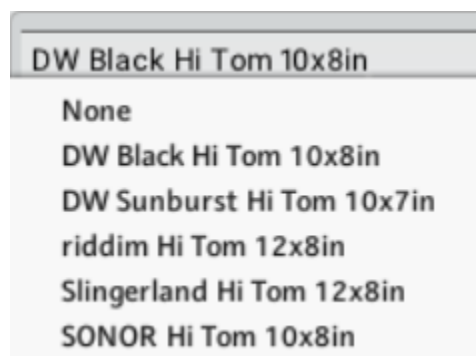 DW Black Hi Tom 10x8in
None
DW Black Hi Tom 10x8in
DW Sunburst Hi Tom 10x7in
riddim Hi Tom 12x8in
Slingerland Hi Tom 12x8in
SONOR Hi Tom 10x8in